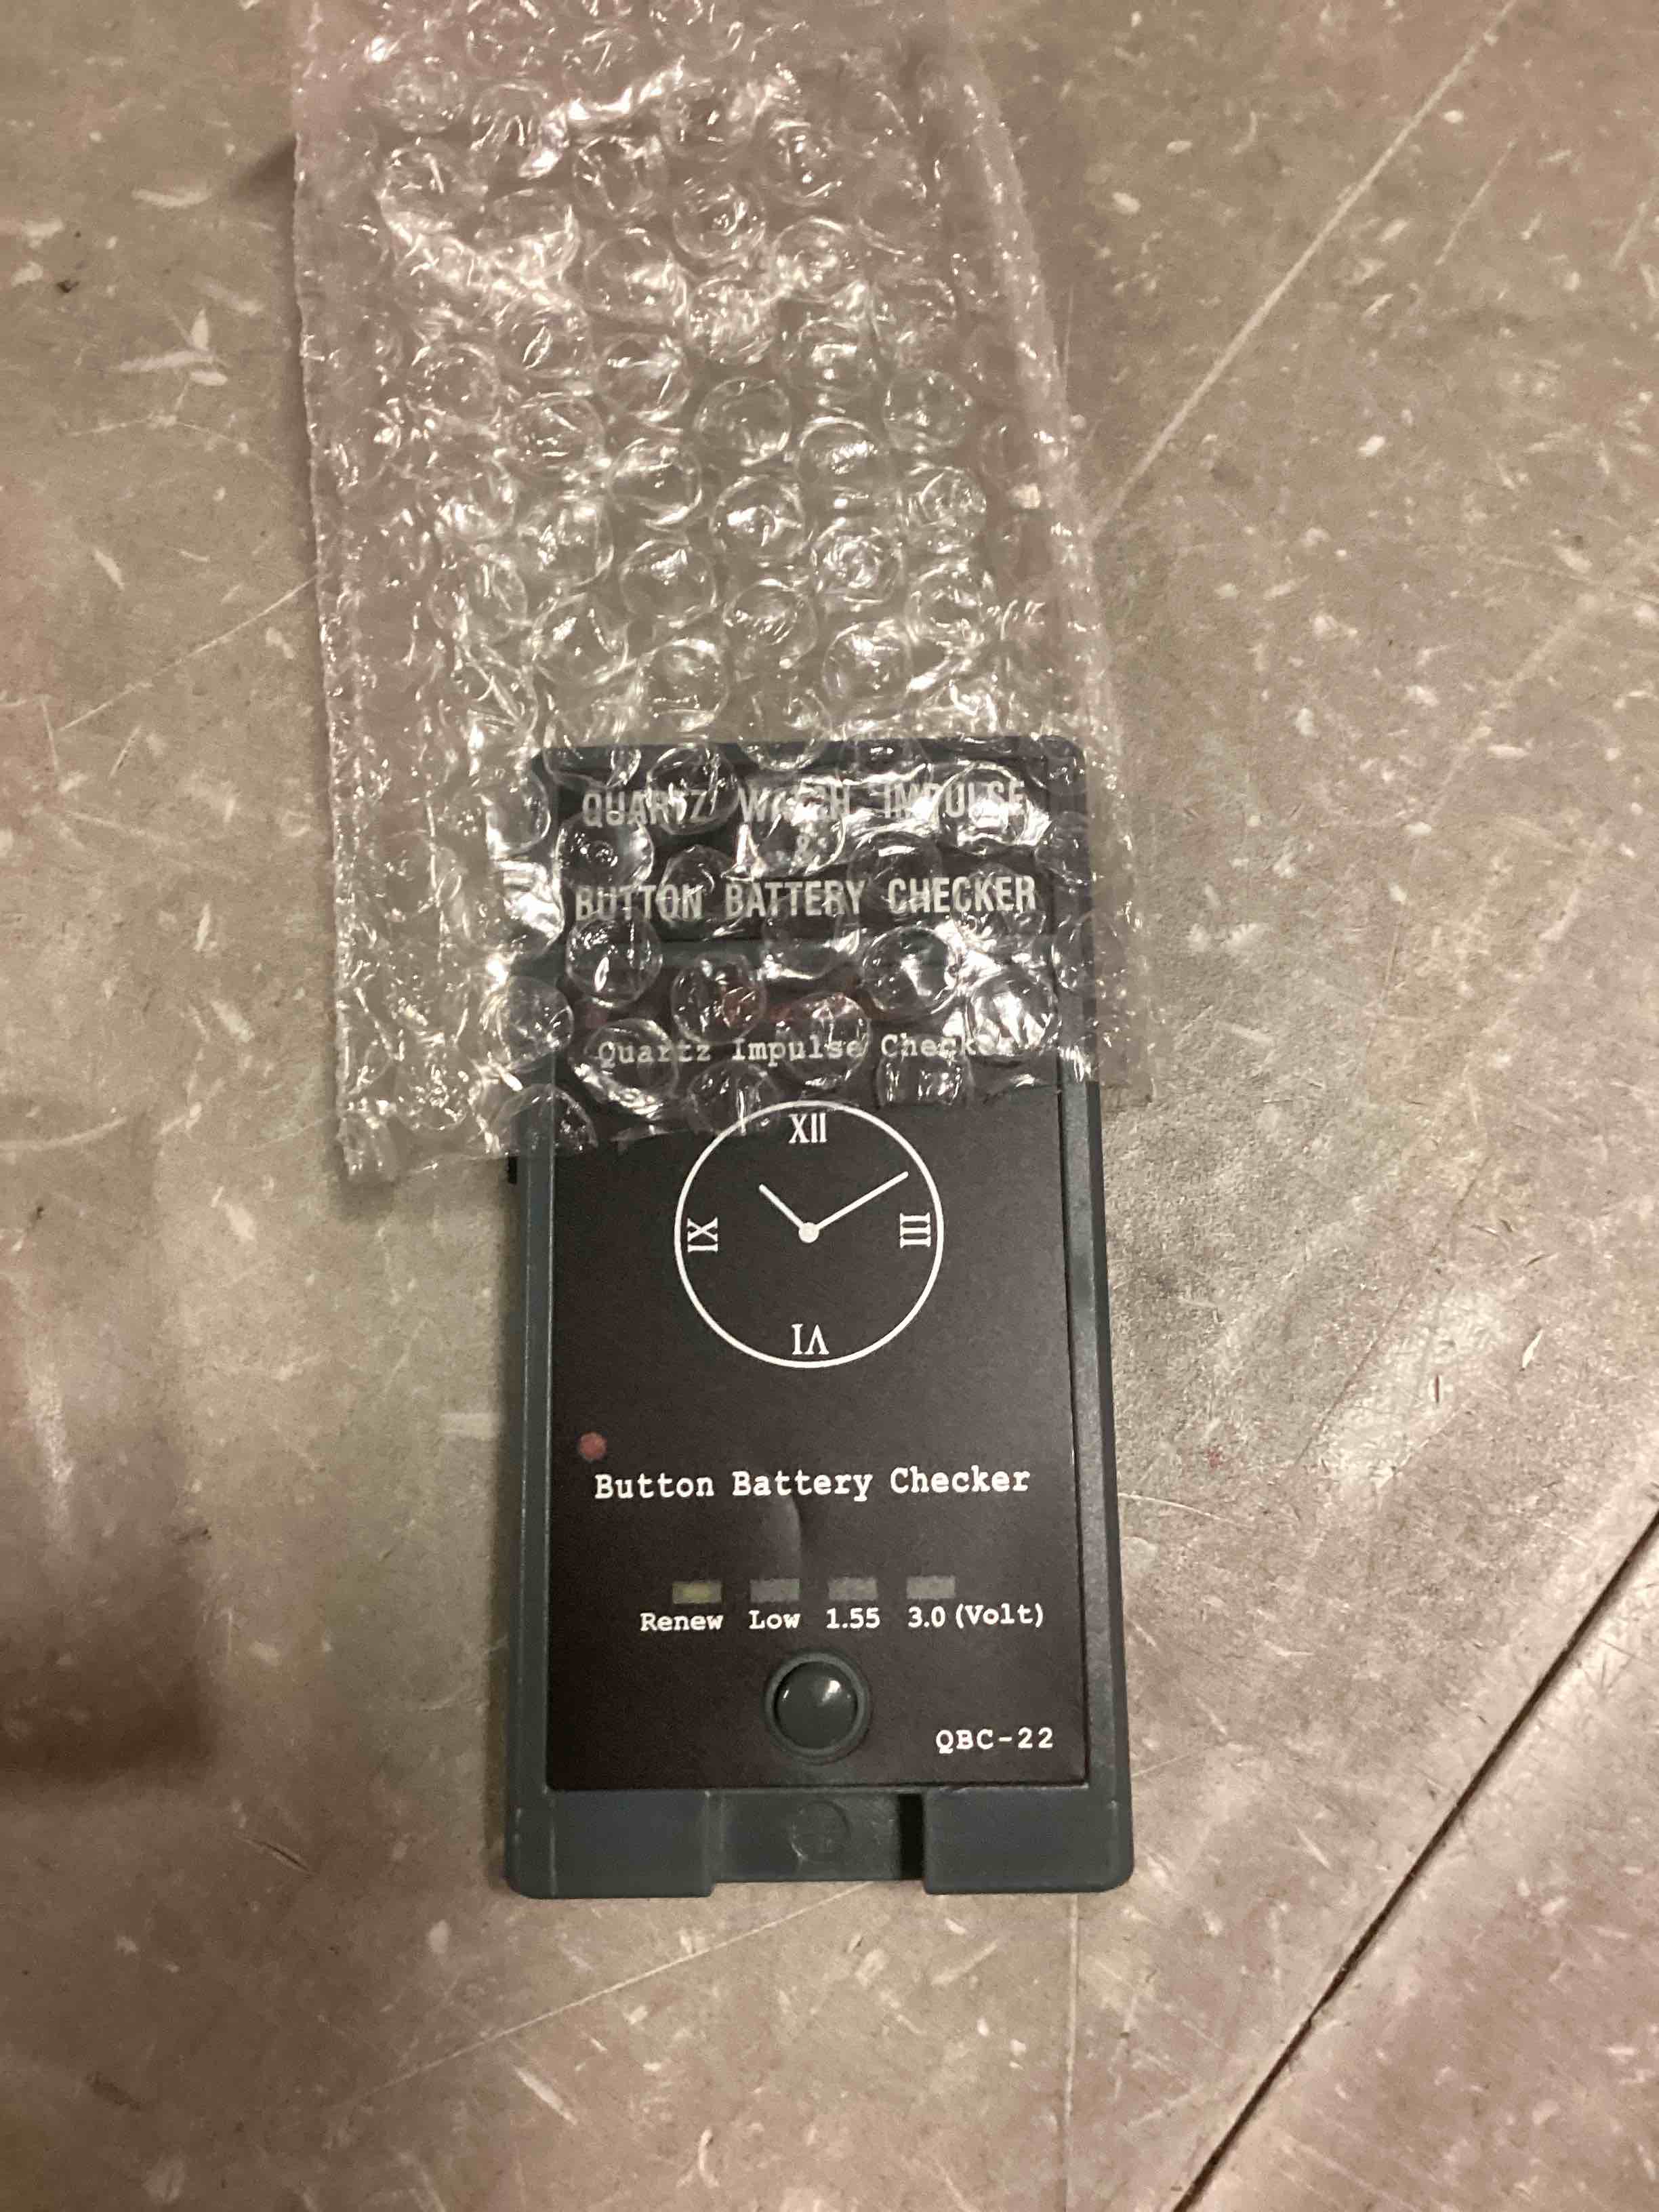 QUARTZ WATCH IMPULSE
&
BUTTON BATTERY CHECKER
Quartz Impulse Checker
XII
IX III
VI
Button Battery Checker
Renew Low 1.55 3.0 (Volt)
QBC-22